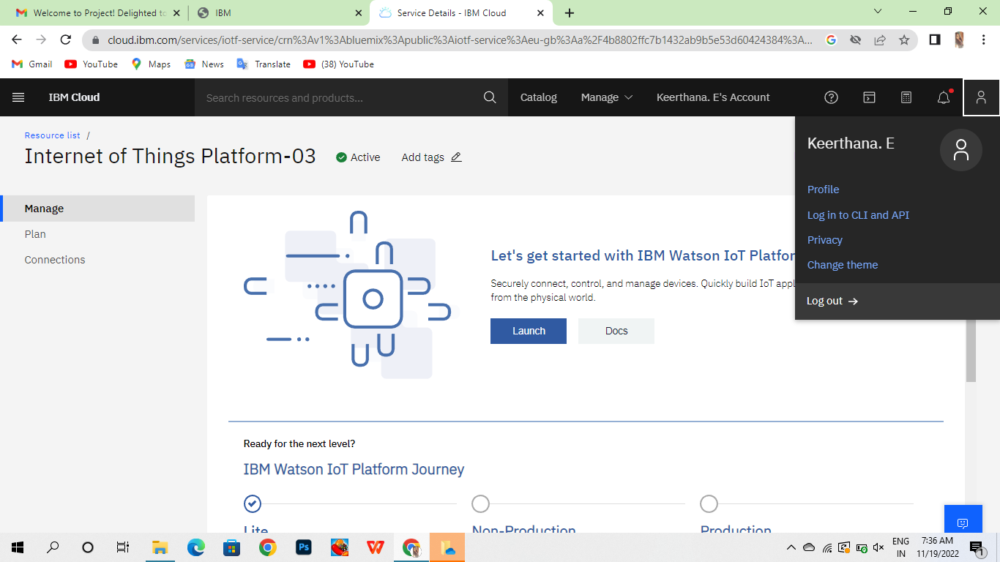 Welcome to Project! Delighted to
IBM
Service Details - IBM Cloud
cloud.ibm.com/services/iotf-service/crn%3Av1%3Abluemix%3Apublic%3Aiotf-service%3Aeu-gb%3Aa%2F4b8802ffc7b1432ab9b5e53d60424384%3A...
Gmail YouTube Maps News Translate (38) YouTube
IBM Cloud Search resources and products... Catalog Manage Keerthana. E's Account
Resource list /
Internet of Things Platform-03 Active Add tags
Keerthana. E
Profile
Log in to CLI and API
Privacy
Change theme
Log out
Manage
Plan
Connections
Let's get started with IBM Watson IoT Platfor
Securely connect, control, and manage devices. Quickly build IoT appl
from the physical world.
Launch Docs
Ready for the next level?
IBM Watson IoT Platform Journey
Lite Non-Production Production
Ps
W
ENG
IN
7:36 AM
11/19/2022
1